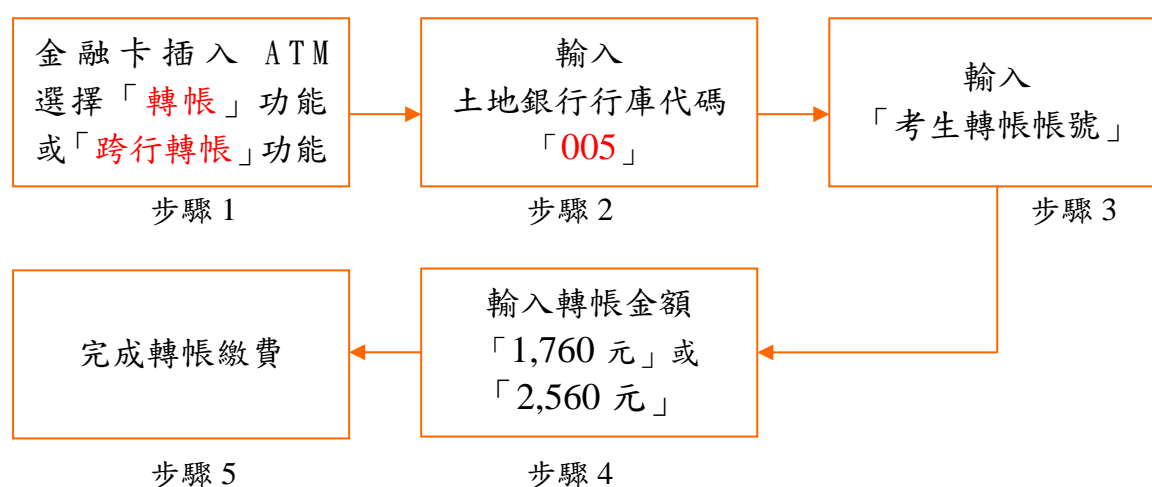 金融卡插入 ATM
選擇「轉帳」功能
或「跨行轉帳」功能
步驟 1
輸入
土地銀行行庫代碼
「005」
步驟 2
輸入
「考生轉帳帳號」
步驟 3
輸入轉帳金額
「1,760 元」或
「2,560 元」
步驟 4
完成轉帳繳費
步驟 5